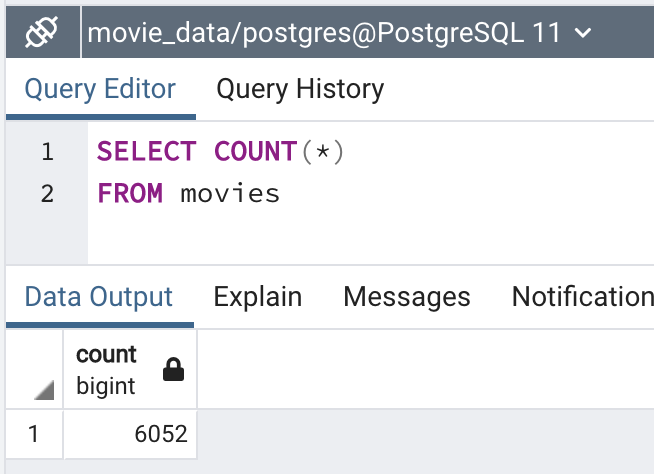 movie_data/postgres@PostgreSQL 11
Query Editor Query History
1 SELECT COUNT(*)
2 FROM movies
Data Output Explain Messages Notification
count
bigint
1 6052